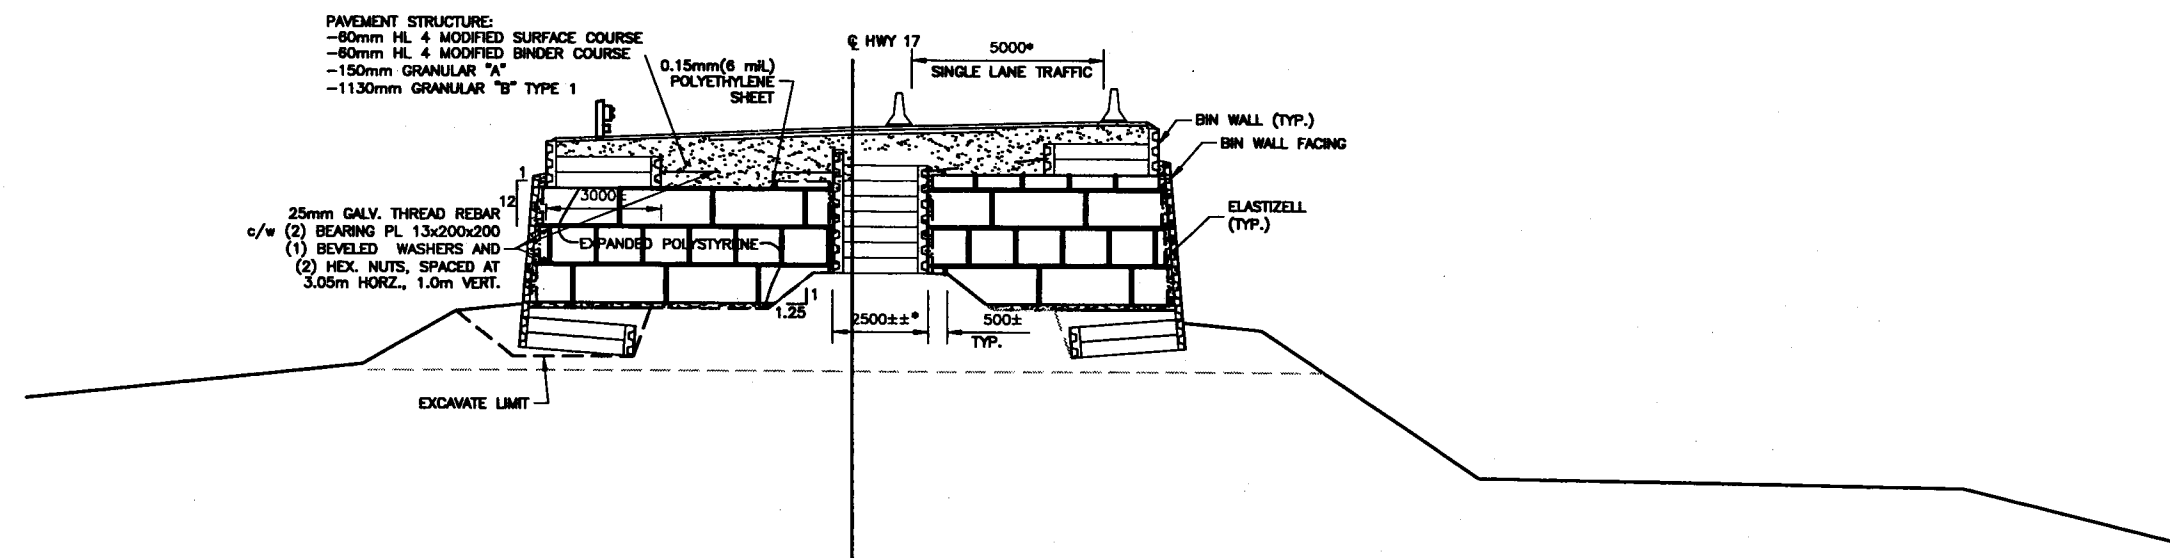 PAVEMENT STRUCTURE:
-60mm HL 4 MODIFIED SURFACE COURSE
-60mm HL 4 MODIFIED BINDER COURSE
-150mm GRANULAR "A"
-1130mm GRANULAR "B" TYPE 1
0.15mm(6 miL)
POLYETHYLENE
SHEET
℄ HWY 17
5000*
SINGLE LANE TRAFFIC
BIN WALL (TYP.)
BIN WALL FACING
1
12
3000±
25mm GALV. THREAD REBAR
c/w (2) BEARING PL 13x200x200
(1) BEVELED WASHERS AND
(2) HEX. NUTS, SPACED AT
3.05m HORZ., 1.0m VERT.
EXPANDED POLYSTYRENE
ELASTIZELL
(TYP.)
1
1.25
2500±±*
500±
TYP.
EXCAVATE LIMIT